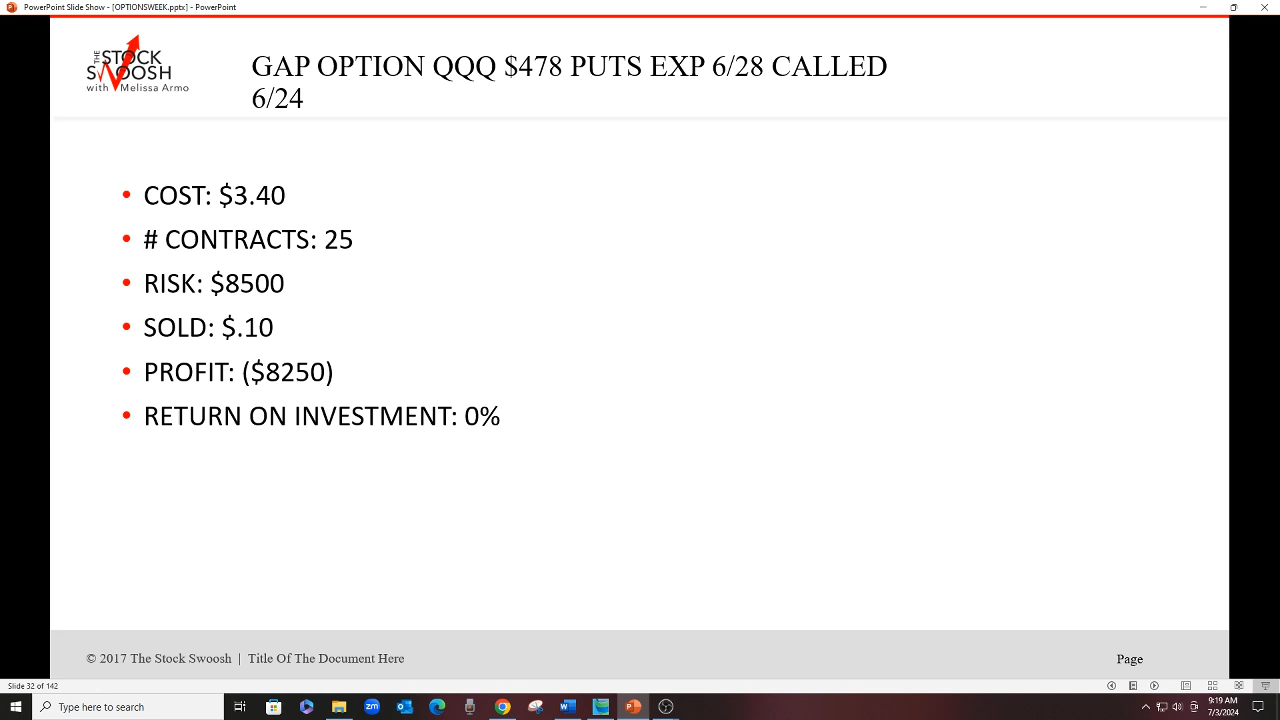 PowerPoint Slide Show - [OPTIONSWEEK.pptx] - PowerPoint
THE
STOCK
SWOOSH
with Melissa Armo
GAP OPTION QQQ $478 PUTS EXP 6/28 CALLED
6/24
• COST: $3.40
• # CONTRACTS: 25
• RISK: $8500
• SOLD: $.10
• PROFIT: ($8250)
• RETURN ON INVESTMENT: 0%
© 2017 The Stock Swoosh | Title Of The Document Here
Page
Slide 32 of 142
Type here to search
9:19 AM
7/3/2024